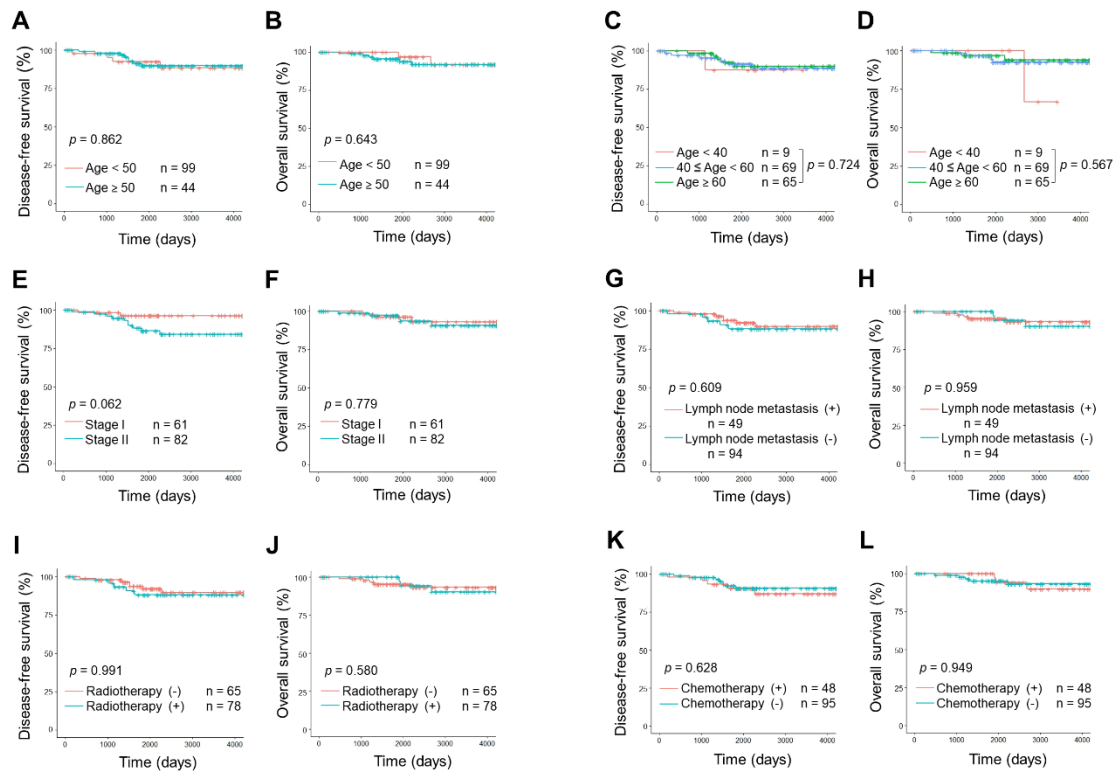 A
Disease-free survival (%)
100
75
50
25
0
p = 0.862
Age < 50 n = 99
Age ≥ 50 n = 44
0 1000 2000 3000 4000
Time (days)
B
Overall survival (%)
100
75
50
25
0
p = 0.643
Age < 50 n = 99
Age ≥ 50 n = 44
0 1000 2000 3000 4000
Time (days)
C
Disease-free survival (%)
100
75
50
25
0
Age < 40 n = 9
40 ≦ Age < 60 n = 69
Age ≥ 60 n = 65
p = 0.724
0 1000 2000 3000 4000
Time (days)
D
Overall survival (%)
100
75
50
25
0
Age < 40 n = 9
40 ≦ Age < 60 n = 69
Age ≥ 60 n = 65
p = 0.567
0 1000 2000 3000 4000
Time (days)
E
Disease-free survival (%)
100
75
50
25
0
p = 0.062
Stage I n = 61
Stage II n = 82
0 1000 2000 3000 4000
Time (days)
F
Overall survival (%)
100
75
50
25
0
p = 0.779
Stage I n = 61
Stage II n = 82
0 1000 2000 3000 4000
Time (days)
G
Disease-free survival (%)
100
75
50
25
0
p = 0.609
Lymph node metastasis (+)
n = 49
Lymph node metastasis (-)
n = 94
0 1000 2000 3000 4000
Time (days)
H
Overall survival (%)
100
75
50
25
0
p = 0.959
Lymph node metastasis (+)
n = 49
Lymph node metastasis (-)
n = 94
0 1000 2000 3000 4000
Time (days)
I
Disease-free survival (%)
100
75
50
25
0
p = 0.991
Radiotherapy (-) n = 65
Radiotherapy (+) n = 78
0 1000 2000 3000 4000
Time (days)
J
Overall survival (%)
100
75
50
25
0
p = 0.580
Radiotherapy (-) n = 65
Radiotherapy (+) n = 78
0 1000 2000 3000 4000
Time (days)
K
Disease-free survival (%)
100
75
50
25
0
p = 0.628
Chemotherapy (+) n = 48
Chemotherapy (-) n = 95
0 1000 2000 3000 4000
Time (days)
L
Overall survival (%)
100
75
50
25
0
p = 0.949
Chemotherapy (+) n = 48
Chemotherapy (-) n = 95
0 1000 2000 3000 4000
Time (days)